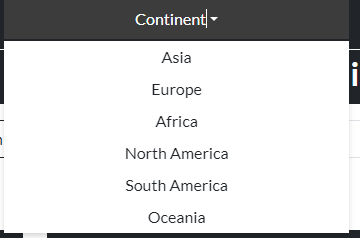 Continent
Asia
Europe
Africa
North America
South America
Oceania